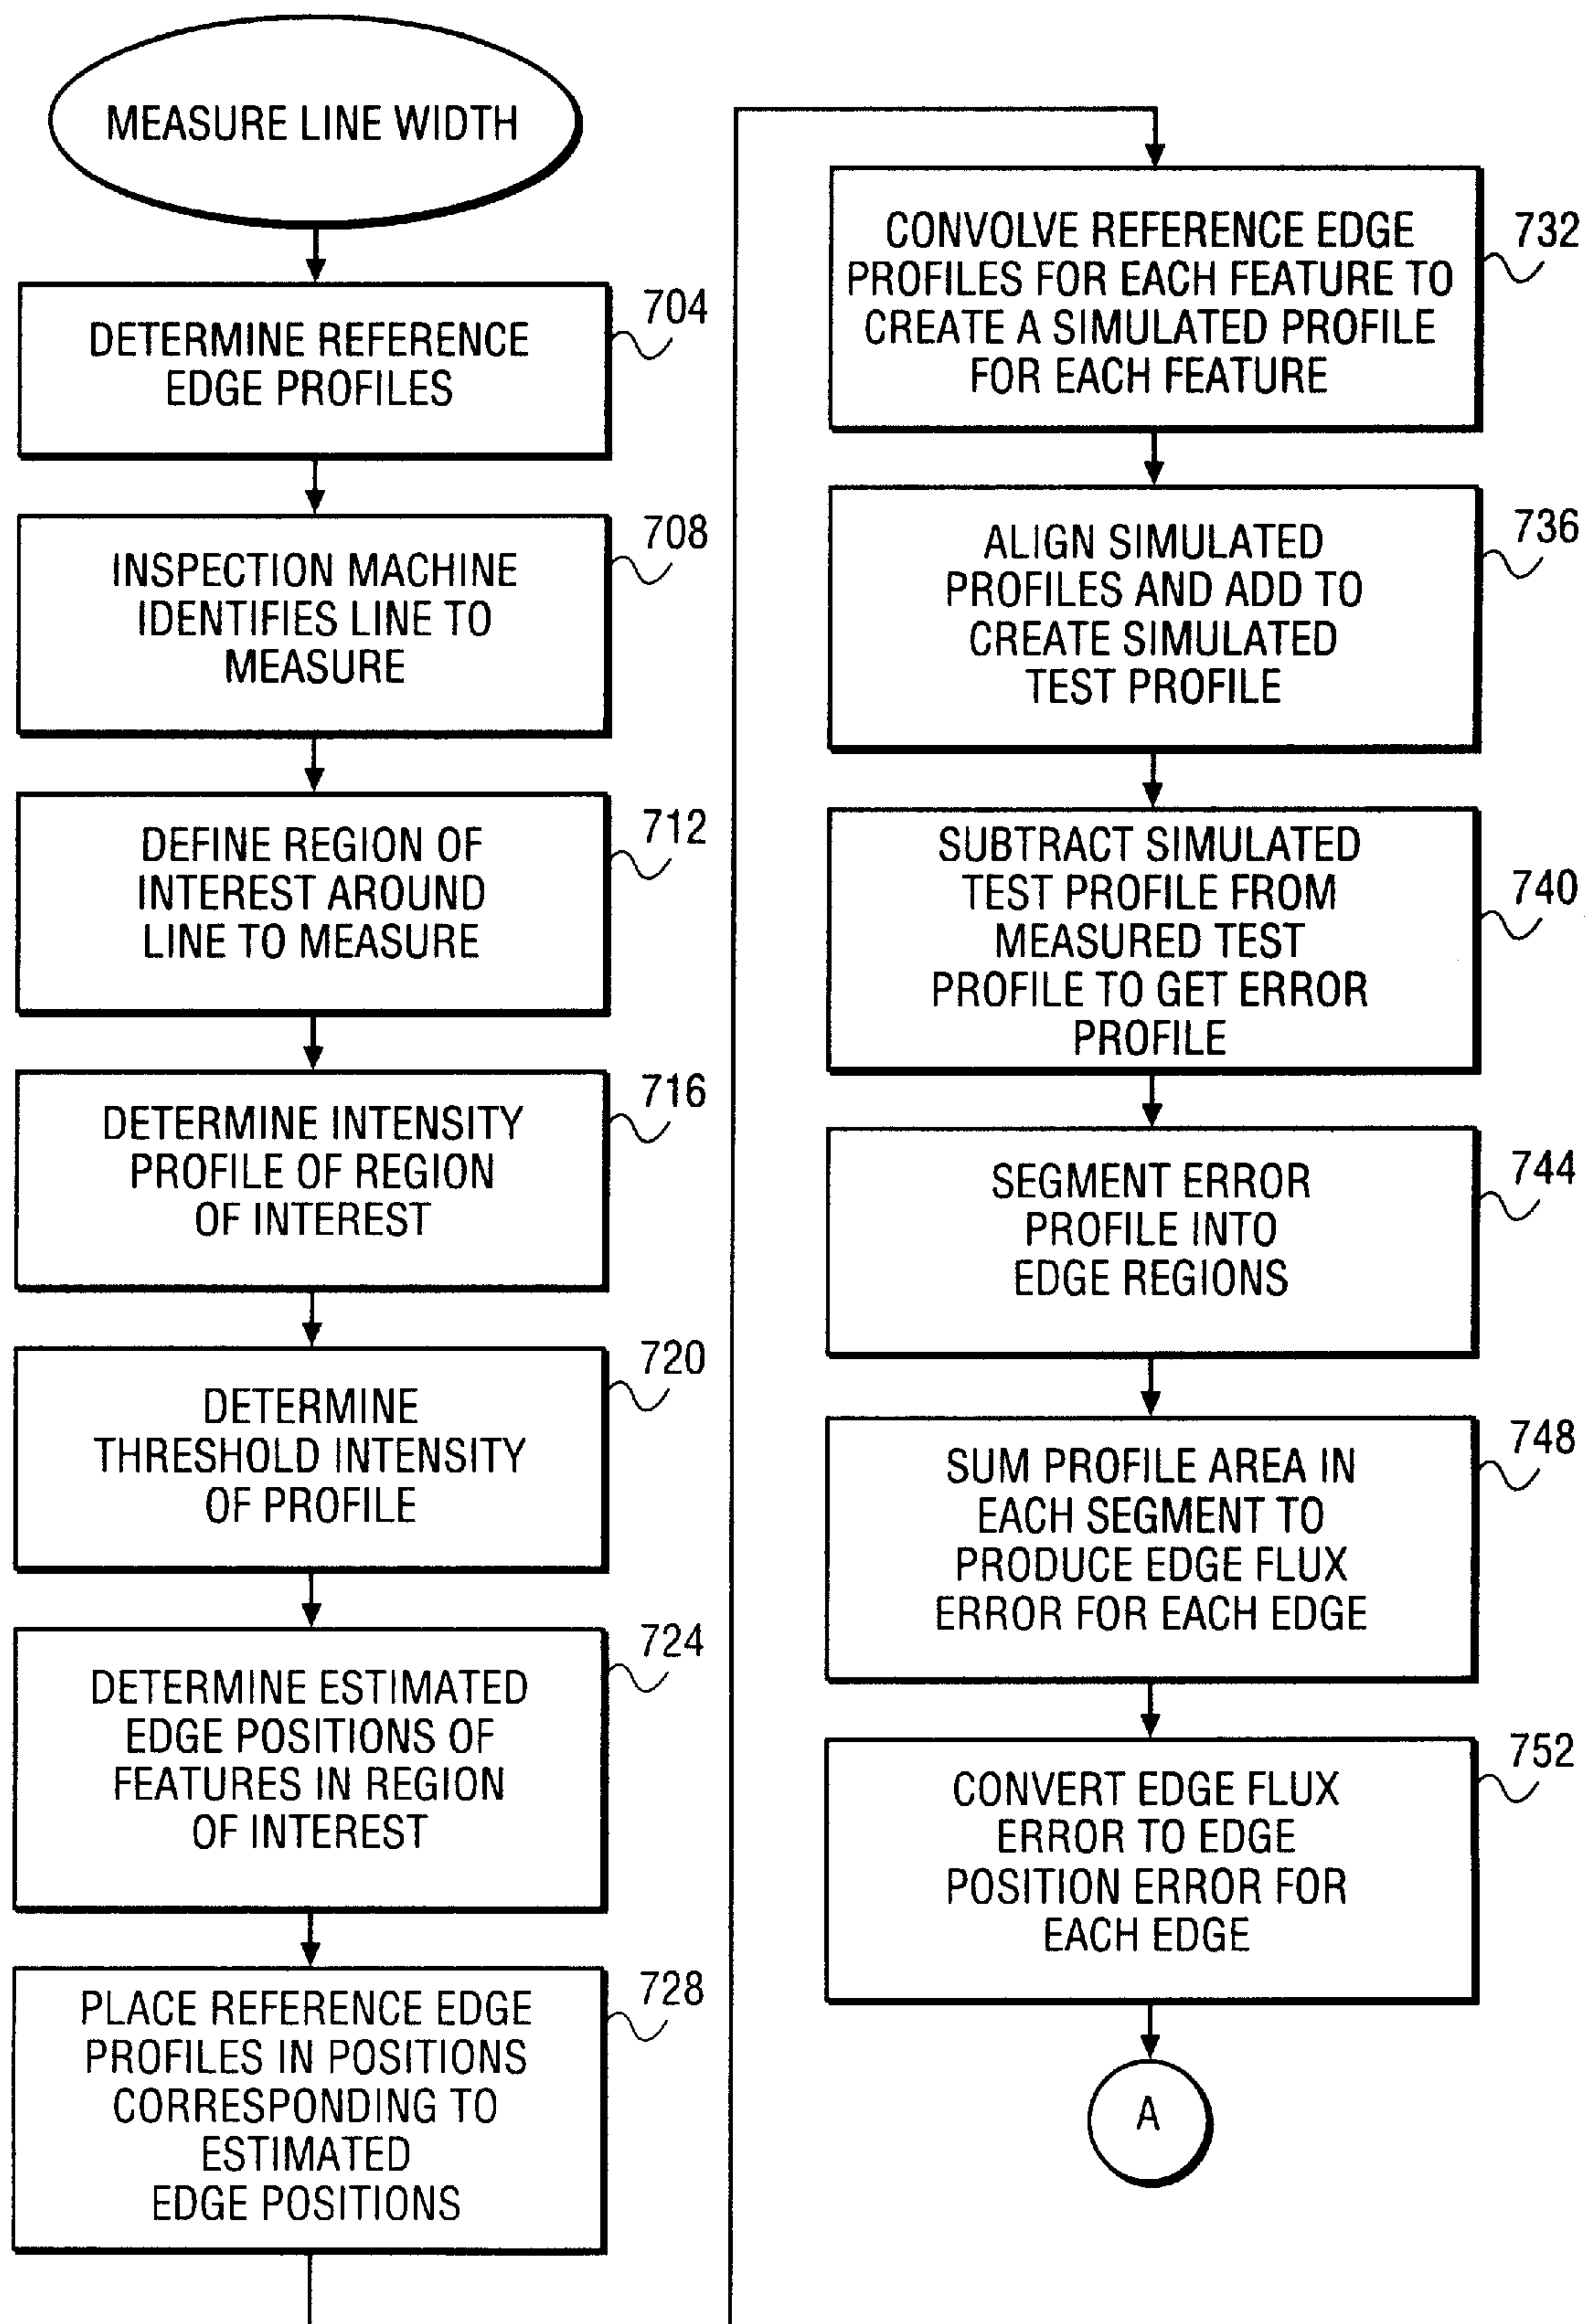 MEASURE LINE WIDTH
704
DETERMINE REFERENCE
EDGE PROFILES
708
INSPECTION MACHINE
IDENTIFIES LINE TO
MEASURE
712
DEFINE REGION OF
INTEREST AROUND
LINE TO MEASURE
716
DETERMINE INTENSITY
PROFILE OF REGION
OF INTEREST
720
DETERMINE
THRESHOLD INTENSITY
OF PROFILE
724
DETERMINE ESTIMATED
EDGE POSITIONS OF
FEATURES IN REGION
OF INTEREST
728
PLACE REFERENCE EDGE
PROFILES IN POSITIONS
CORRESPONDING TO
ESTIMATED
EDGE POSITIONS
732
CONVOLVE REFERENCE EDGE
PROFILES FOR EACH FEATURE TO
CREATE A SIMULATED PROFILE
FOR EACH FEATURE
736
ALIGN SIMULATED
PROFILES AND ADD TO
CREATE SIMULATED
TEST PROFILE
740
SUBTRACT SIMULATED
TEST PROFILE FROM
MEASURED TEST
PROFILE TO GET ERROR
PROFILE
744
SEGMENT ERROR
PROFILE INTO
EDGE REGIONS
748
SUM PROFILE AREA IN
EACH SEGMENT TO
PRODUCE EDGE FLUX
ERROR FOR EACH EDGE
752
CONVERT EDGE FLUX
ERROR TO EDGE
POSITION ERROR FOR
EACH EDGE
A